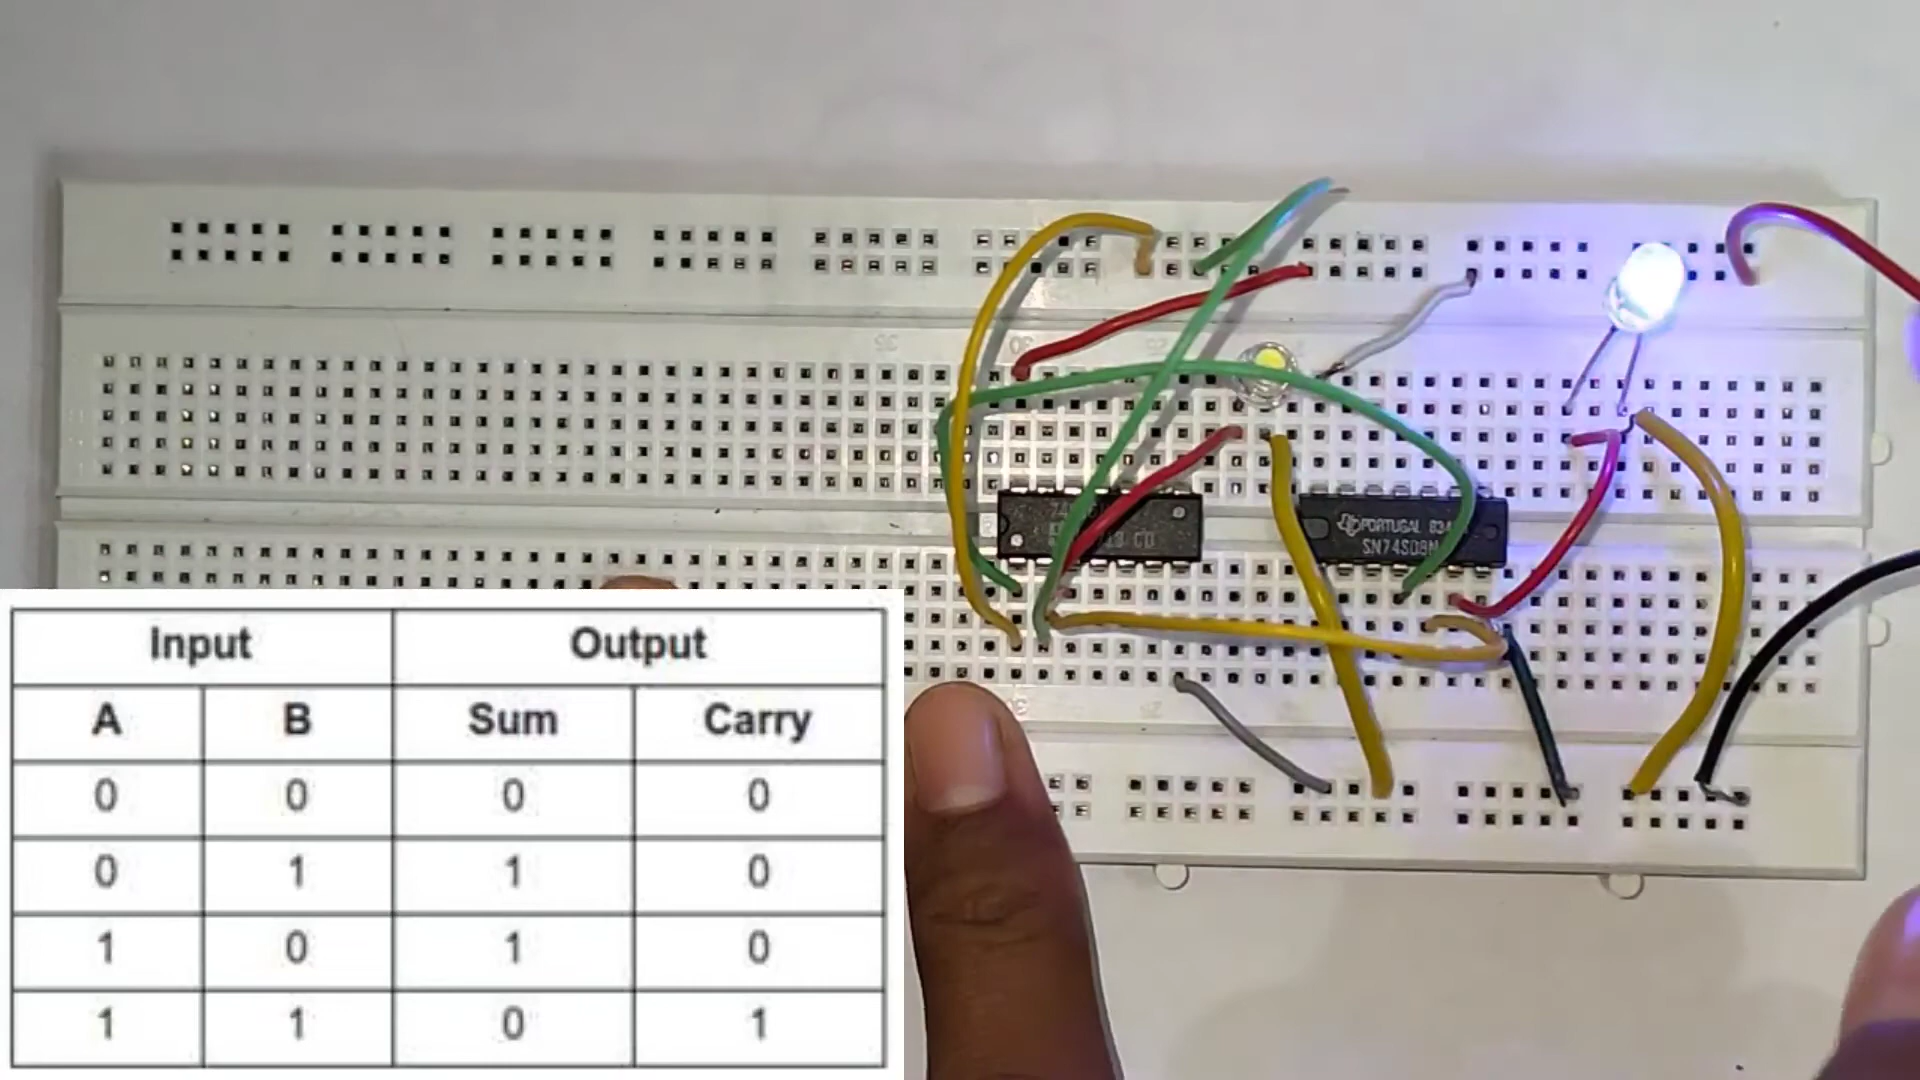 PORTUGAL
SN74S08N
Input Output
A B Sum Carry
0 0 0 0
0 1 1 0
1 0 1 0
1 1 0 1